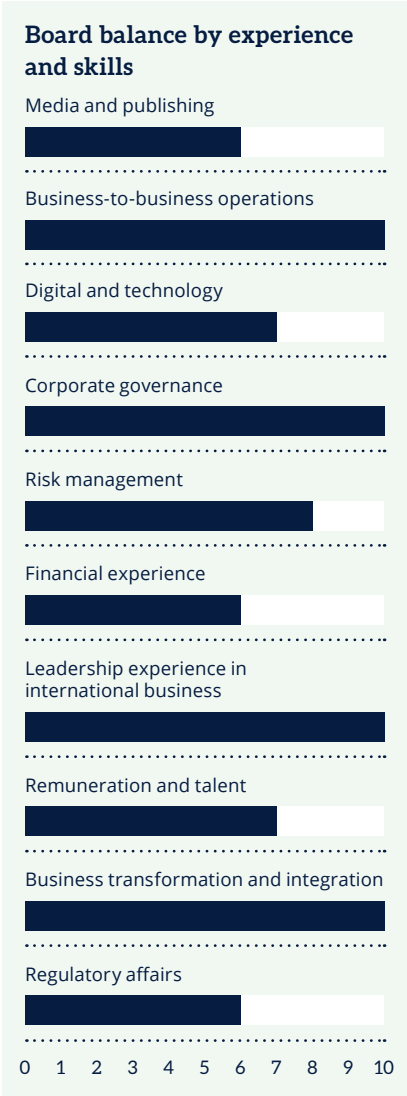 Board balance by experience
and skills
Media and publishing
Business-to-business operations
Digital and technology
Corporate governance
Risk management
Financial experience
Leadership experience in
international business
Remuneration and talent
Business transformation and integration
Regulatory affairs
0 1 2 3 4 5 6 7 8 9 10